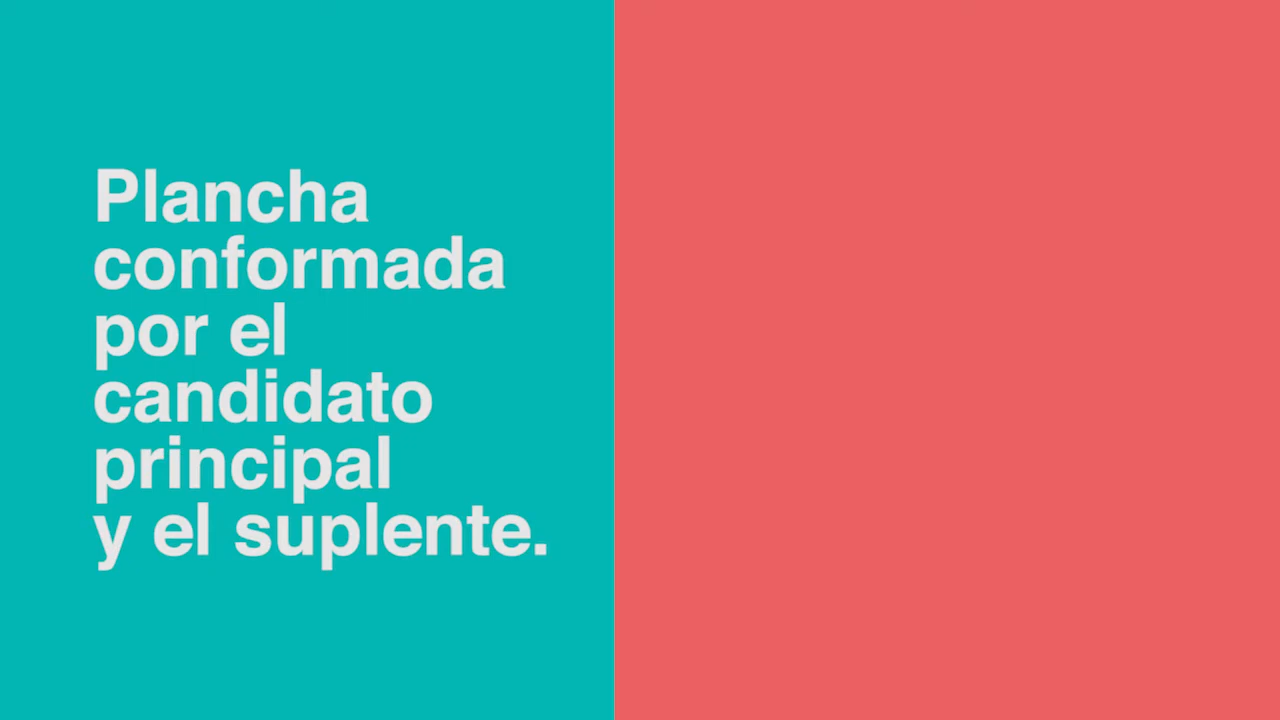 Plancha
conformada
por el
candidato
principal
y el suplente.